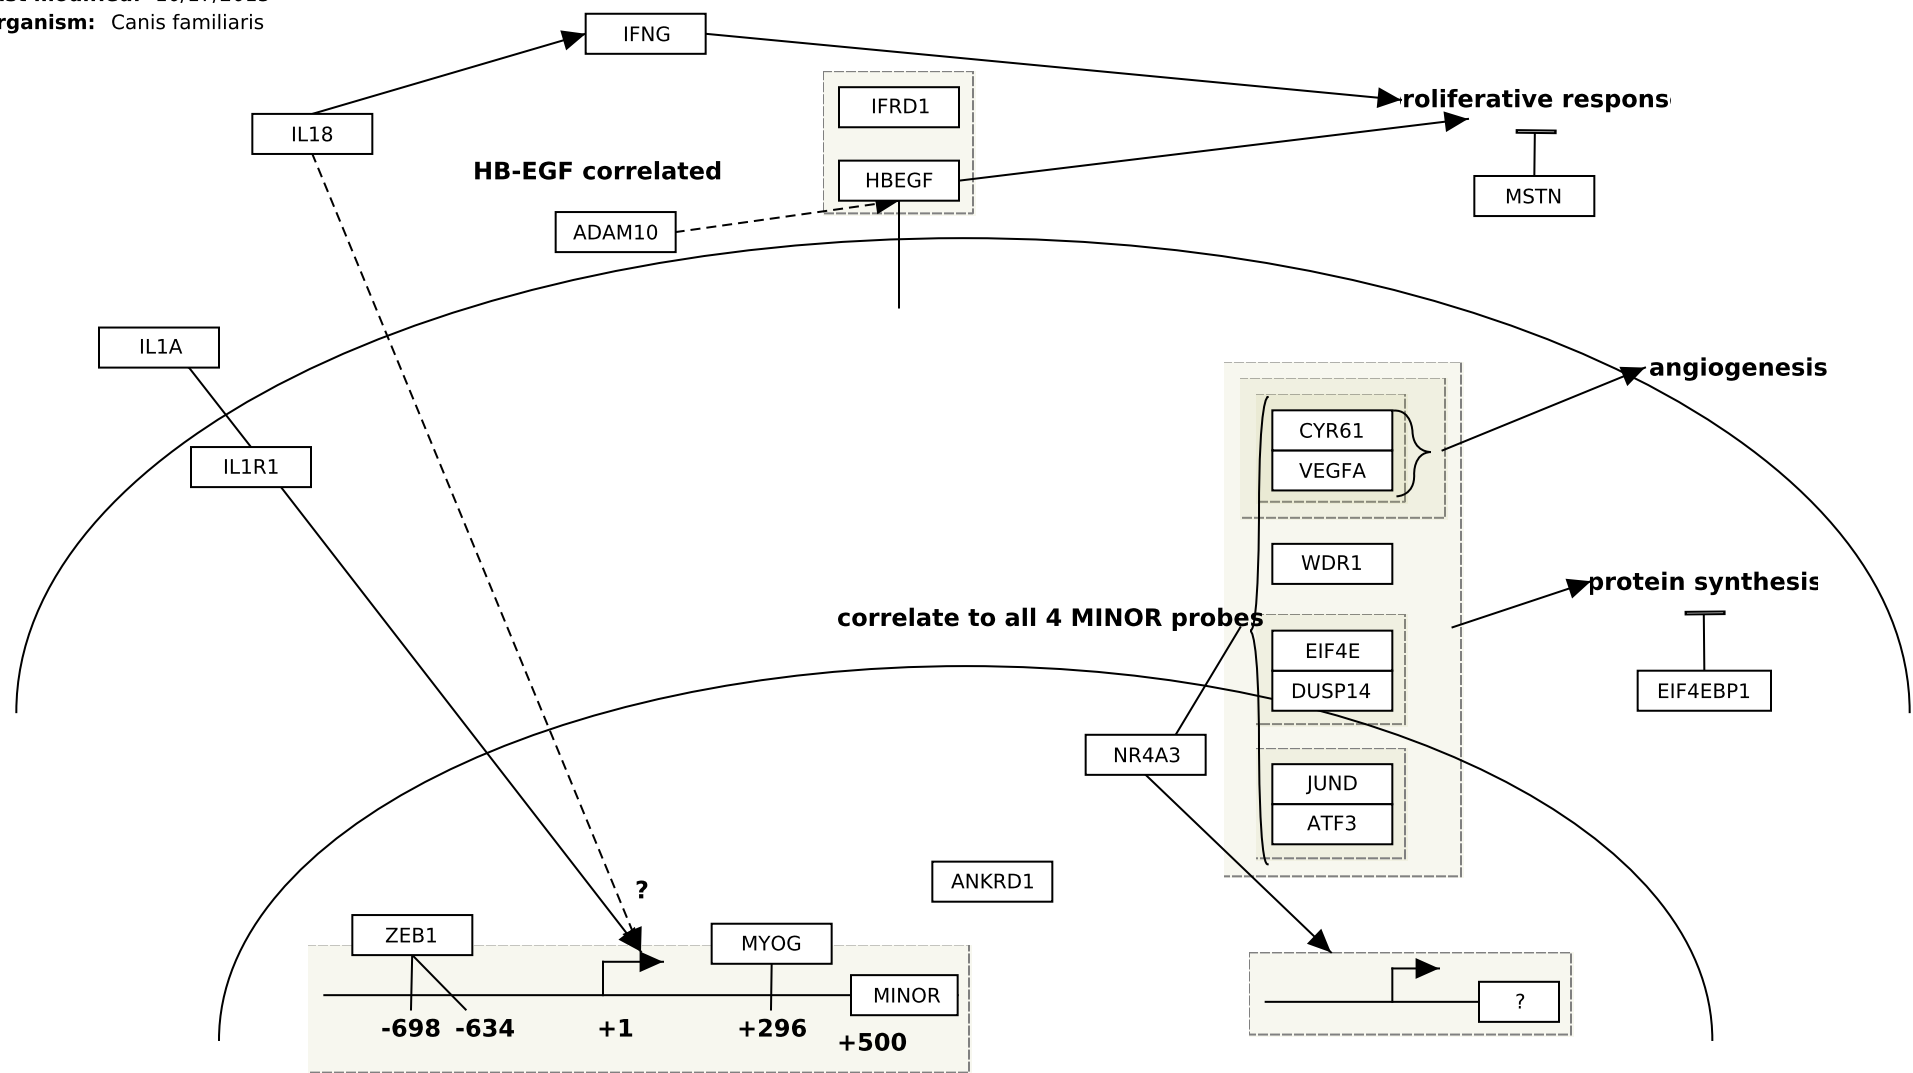 rganism: Canis familiaris
IFNG
roliferative respons
IFRD1
IL18
HB-EGF correlated
HBEGF
MSTN
ADAM10
IL1A
angiogenesis
CYR61
IL1R1
VEGFA
WDR1
protein synthesis
correlate to all 4 MINOR probes
EIF4E
DUSP14
EIF4EBP1
NR4A3
JUND
ATF3
ANKRD1
?
ZEB1
MYOG
MINOR
?
-698 -634 +1 +296
+500